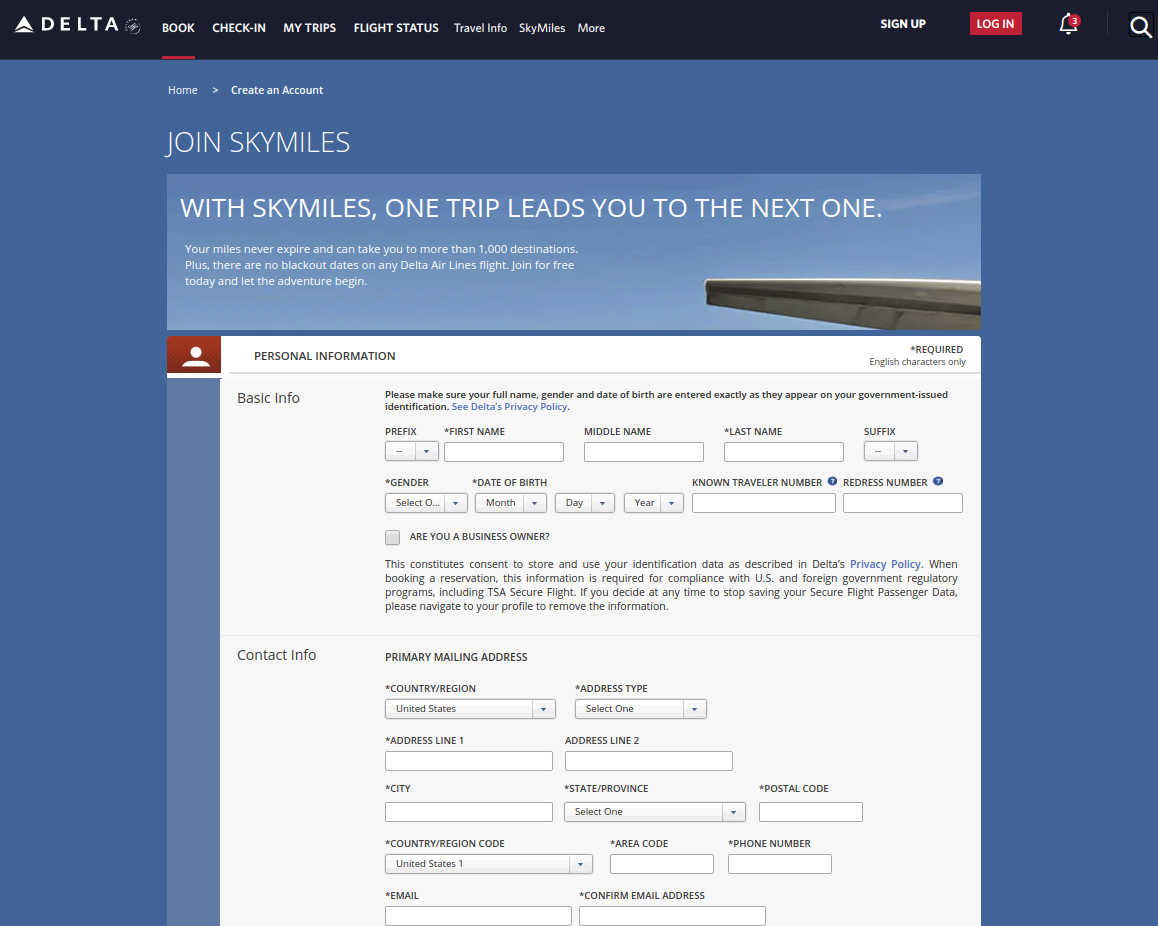 DELTA BOOK CHECK-IN MY TRIPS FLIGHT STATUS Travel Info SkyMiles More SIGN UP LOG IN 3
Home > Create an Account
JOIN SKYMILES
WITH SKYMILES, ONE TRIP LEADS YOU TO THE NEXT ONE.
Your miles never expire and can take you to more than 1,000 destinations.
Plus, there are no blackout dates on any Delta Air Lines flight. Join for free
today and let the adventure begin.
PERSONAL INFORMATION
*REQUIRED
English characters only
Basic Info
Please make sure your full name, gender and date of birth are entered exactly as they appear on your government-issued
identification. See Delta's Privacy Policy.
PREFIX *FIRST NAME MIDDLE NAME *LAST NAME SUFFIX
-- --
*GENDER *DATE OF BIRTH KNOWN TRAVELER NUMBER ? REDRESS NUMBER ?
Select O... Month Day Year
ARE YOU A BUSINESS OWNER?
This constitutes consent to store and use your identification data as described in Delta's Privacy Policy. When
booking a reservation, this information is required for compliance with U.S. and foreign government regulatory
programs, including TSA Secure Flight. If you decide at any time to stop saving your Secure Flight Passenger Data,
please navigate to your profile to remove the information.
Contact Info
PRIMARY MAILING ADDRESS
*COUNTRY/REGION *ADDRESS TYPE
United States Select One
*ADDRESS LINE 1 ADDRESS LINE 2
*CITY *STATE/PROVINCE *POSTAL CODE
Select One
*COUNTRY/REGION CODE *AREA CODE *PHONE NUMBER
United States 1
*EMAIL *CONFIRM EMAIL ADDRESS